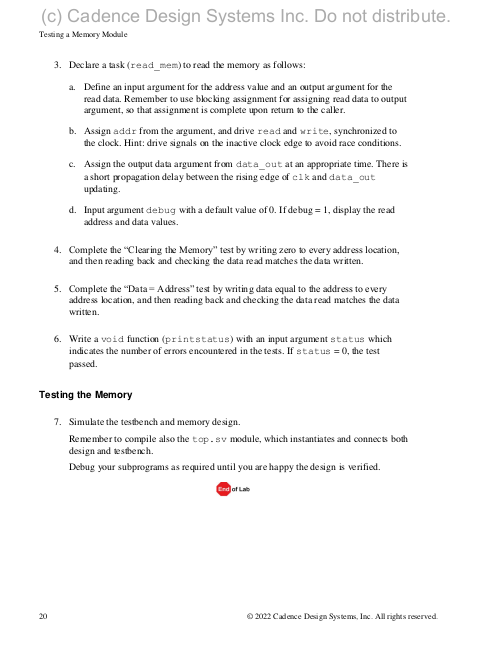 (c) Cadence Design Systems Inc. Do not distribute.
Testing a Memory Module
3. Declare a task (read_mem) to read the memory as follows:
a. Define an input argument for the address value and an output argument for the
read data. Remember to use blocking assignment for assigning read data to output
argument, so that assignment is complete upon return to the caller.
b. Assign addr from the argument, and drive read and write, synchronized to
the clock. Hint: drive signals on the inactive clock edge to avoid race conditions.
c. Assign the output data argument from data_out at an appropriate time. There is
a short propagation delay between the rising edge of clk and data_out
updating.
d. Input argument debug with a default value of 0. If debug = 1, display the read
address and data values.
4. Complete the “Clearing the Memory” test by writing zero to every address location,
and then reading back and checking the data read matches the data written.
5. Complete the “Data = Address” test by writing data equal to the address to every
address location, and then reading back and checking the data read matches the data
written.
6. Write a void function (printstatus) with an input argument status which
indicates the number of errors encountered in the tests. If status = 0, the test
passed.
Testing the Memory
7. Simulate the testbench and memory design.
Remember to compile also the top.sv module, which instantiates and connects both
design and testbench.
Debug your subprograms as required until you are happy the design is verified.
End of Lab
20 © 2022 Cadence Design Systems, Inc. All rights reserved.